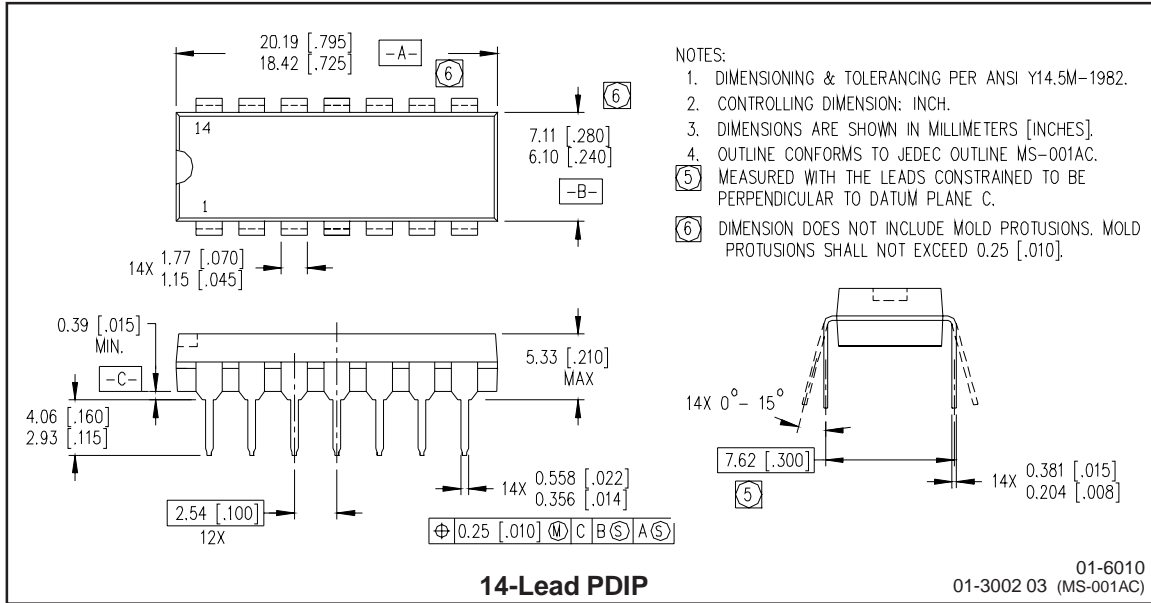 20.19 [.795]
18.42 [.725]
-A-
6
6
14
1
7.11 [.280]
6.10 [.240]
-B-
14X 1.77 [.070]
1.15 [.045]
NOTES:
1. DIMENSIONING & TOLERANCING PER ANSI Y14.5M-1982.
2. CONTROLLING DIMENSION: INCH.
3. DIMENSIONS ARE SHOWN IN MILLIMETERS [INCHES].
4. OUTLINE CONFORMS TO JEDEC OUTLINE MS-001AC.
5 MEASURED WITH THE LEADS CONSTRAINED TO BE
PERPENDICULAR TO DATUM PLANE C.
6 DIMENSION DOES NOT INCLUDE MOLD PROTUSIONS. MOLD
PROTUSIONS SHALL NOT EXCEED 0.25 [.010].
0.39 [.015]
MIN.
-C-
4.06 [.160]
2.93 [.115]
5.33 [.210]
MAX
2.54 [.100]
12X
14X 0.558 [.022]
0.356 [.014]
⌖ 0.25 [.010] Ⓜ C B Ⓢ A Ⓢ
14X 0°- 15°
7.62 [.300]
5
14X 0.381 [.015]
0.204 [.008]
14-Lead PDIP
01-6010
01-3002 03 (MS-001AC)